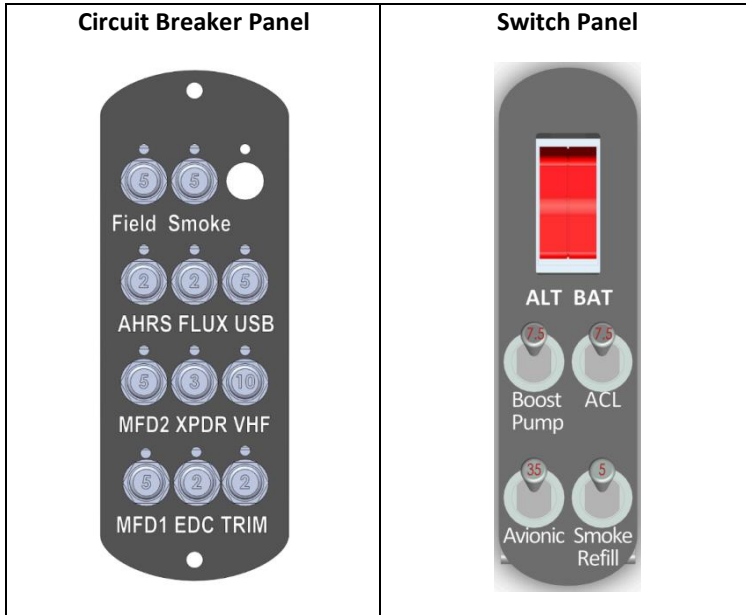 Circuit Breaker Panel
5 5
Field Smoke
2 2 5
AHRS FLUX USB
5 3 10
MFD2 XPDR VHF
5 2 2
MFD1 EDC TRIM
Switch Panel
ALT BAT
7.5 7.5
Boost ACL
Pump
35 5
Avionic Smoke
Refill